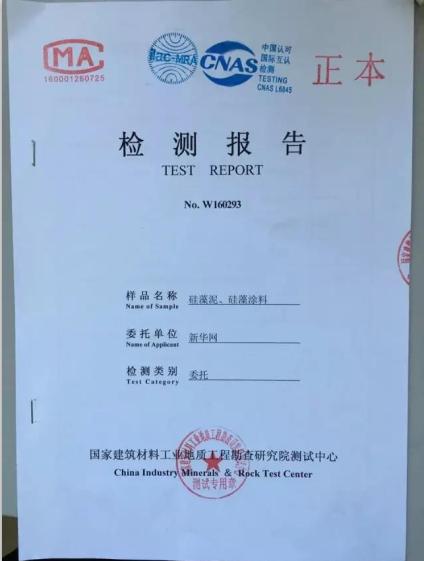 MA
160001260725
ilac-MRA
CNAS
中国认可
国际互认
检测
TESTING
CNAS L6845
正本
检测报告
TEST REPORT
No. W160293
样品名称
Name of Sample
硅藻泥、硅藻涂料
委托单位
Name of Applicant
新华网
检测类别
Test Category
委托
国家建筑材料工业地质工程勘查研究院测试中心
China Industry Minerals & Rock Test Center
测试专用章